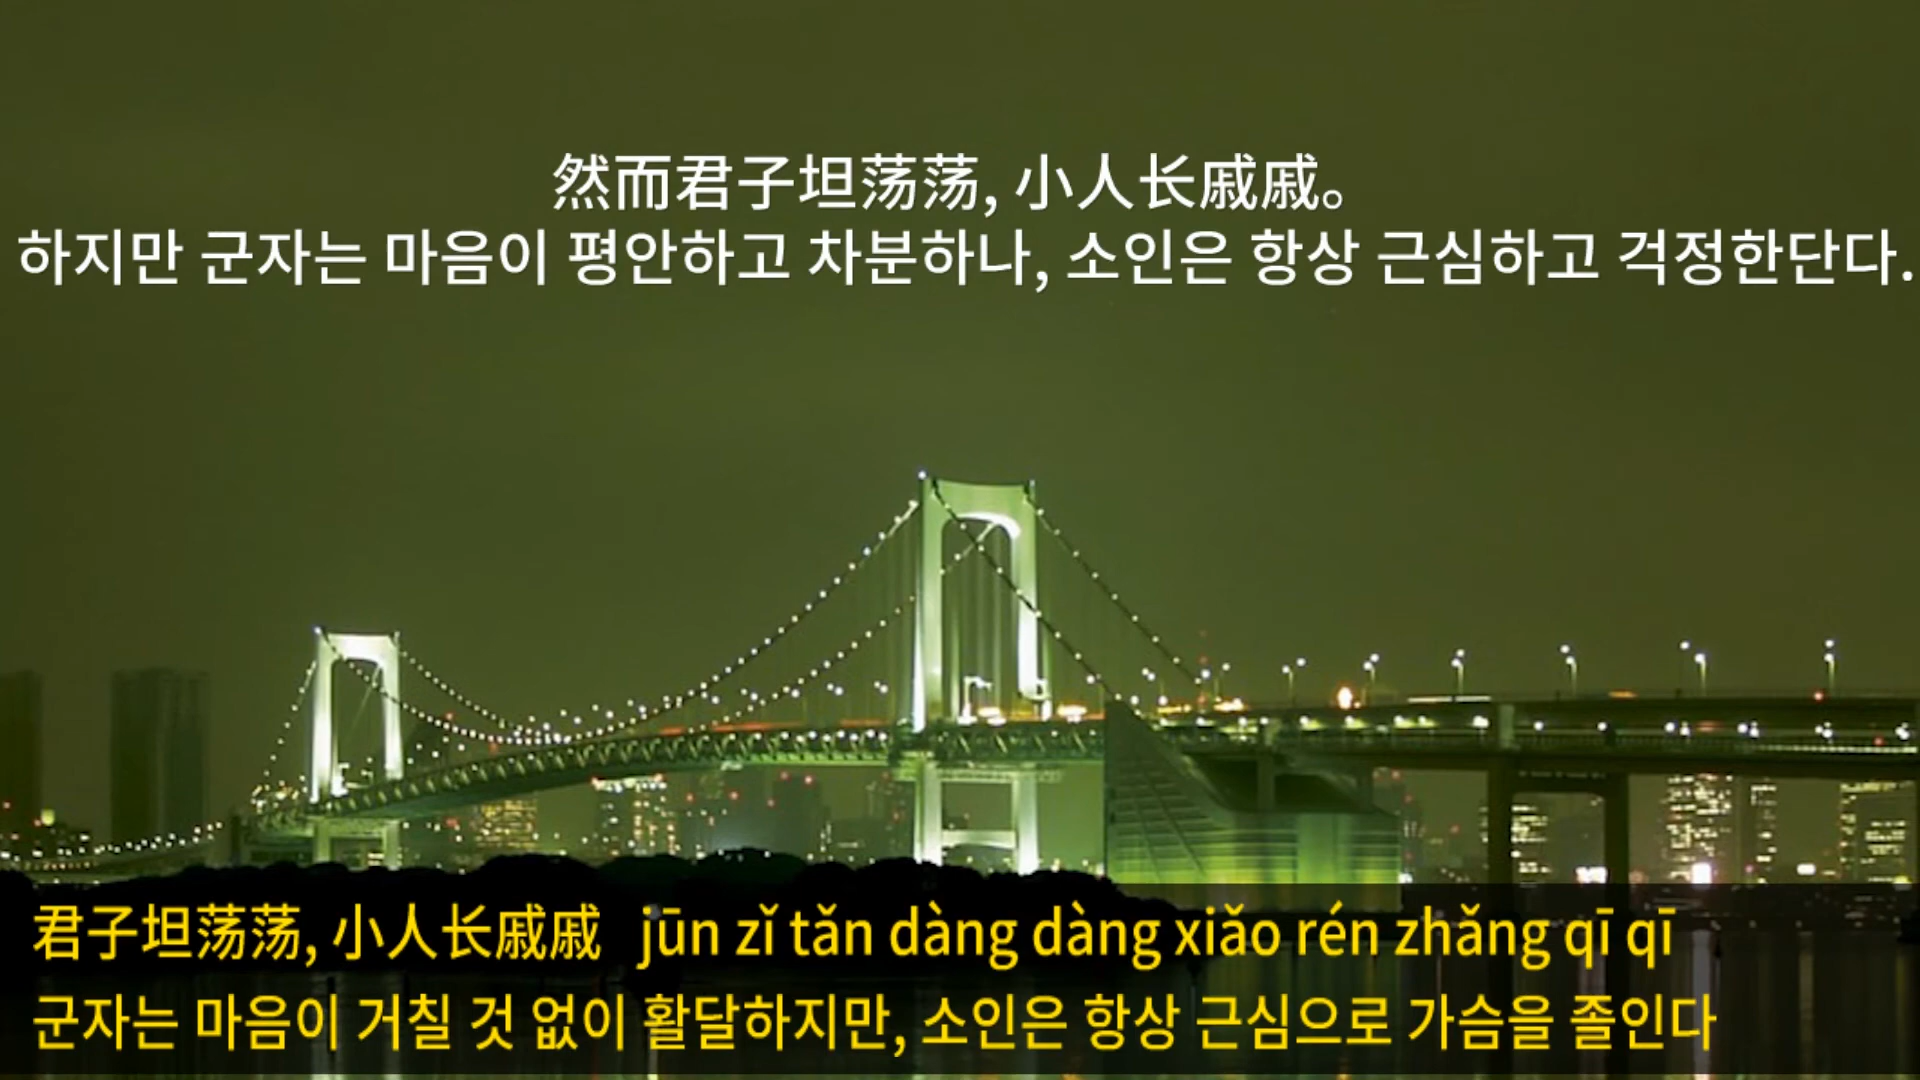 然而君子坦荡荡, 小人长戚戚。
하지만 군자는 마음이 평안하고 차분하나, 소인은 항상 근심하고 걱정한단다.
君子坦荡荡, 小人长戚戚 jūn zǐ tǎn dàng dàng xiǎo rén zhǎng qī qī
군자는 마음이 거칠 것 없이 활달하지만, 소인은 항상 근심으로 가슴을 졸인다